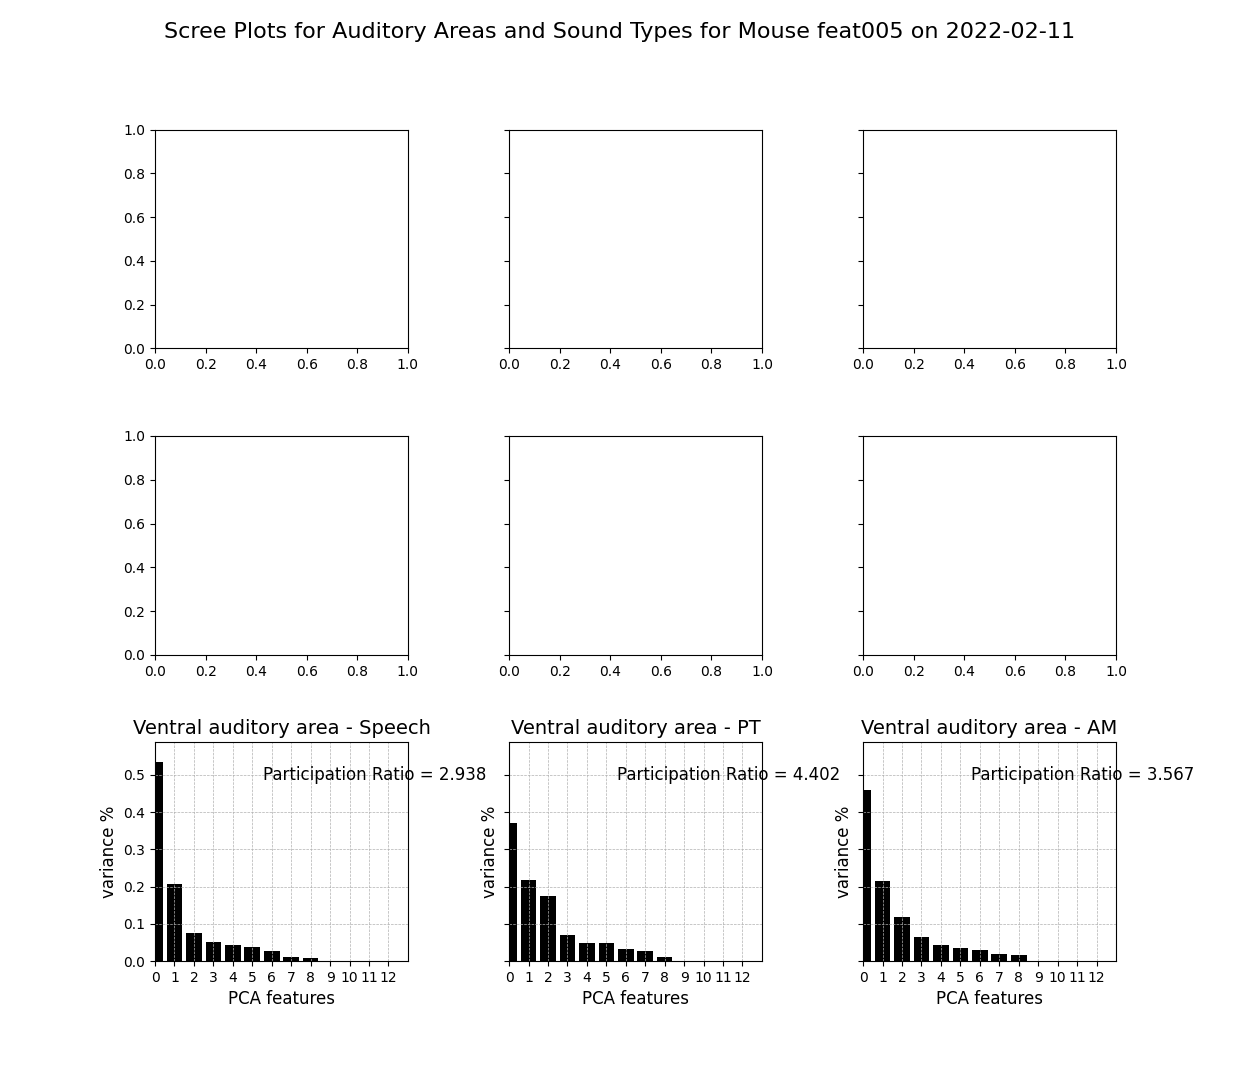 Scree Plots for Auditory Areas and Sound Types for Mouse feat005 on 2022-02-11
1.0
0.8
0.6
0.4
0.2
0.0
0.0 0.2 0.4 0.6 0.8 1.0
0.0 0.2 0.4 0.6 0.8 1.0
0.0 0.2 0.4 0.6 0.8 1.0
1.0
0.8
0.6
0.4
0.2
0.0
0.0 0.2 0.4 0.6 0.8 1.0
0.0 0.2 0.4 0.6 0.8 1.0
0.0 0.2 0.4 0.6 0.8 1.0
Ventral auditory area - Speech
Participation Ratio = 2.938
variance %
0.5
0.4
0.3
0.2
0.1
0.0
0 1 2 3 4 5 6 7 8 9 10 11 12
PCA features
Ventral auditory area - PT
Participation Ratio = 4.402
variance %
0 1 2 3 4 5 6 7 8 9 10 11 12
PCA features
Ventral auditory area - AM
Participation Ratio = 3.567
variance %
0 1 2 3 4 5 6 7 8 9 10 11 12
PCA features